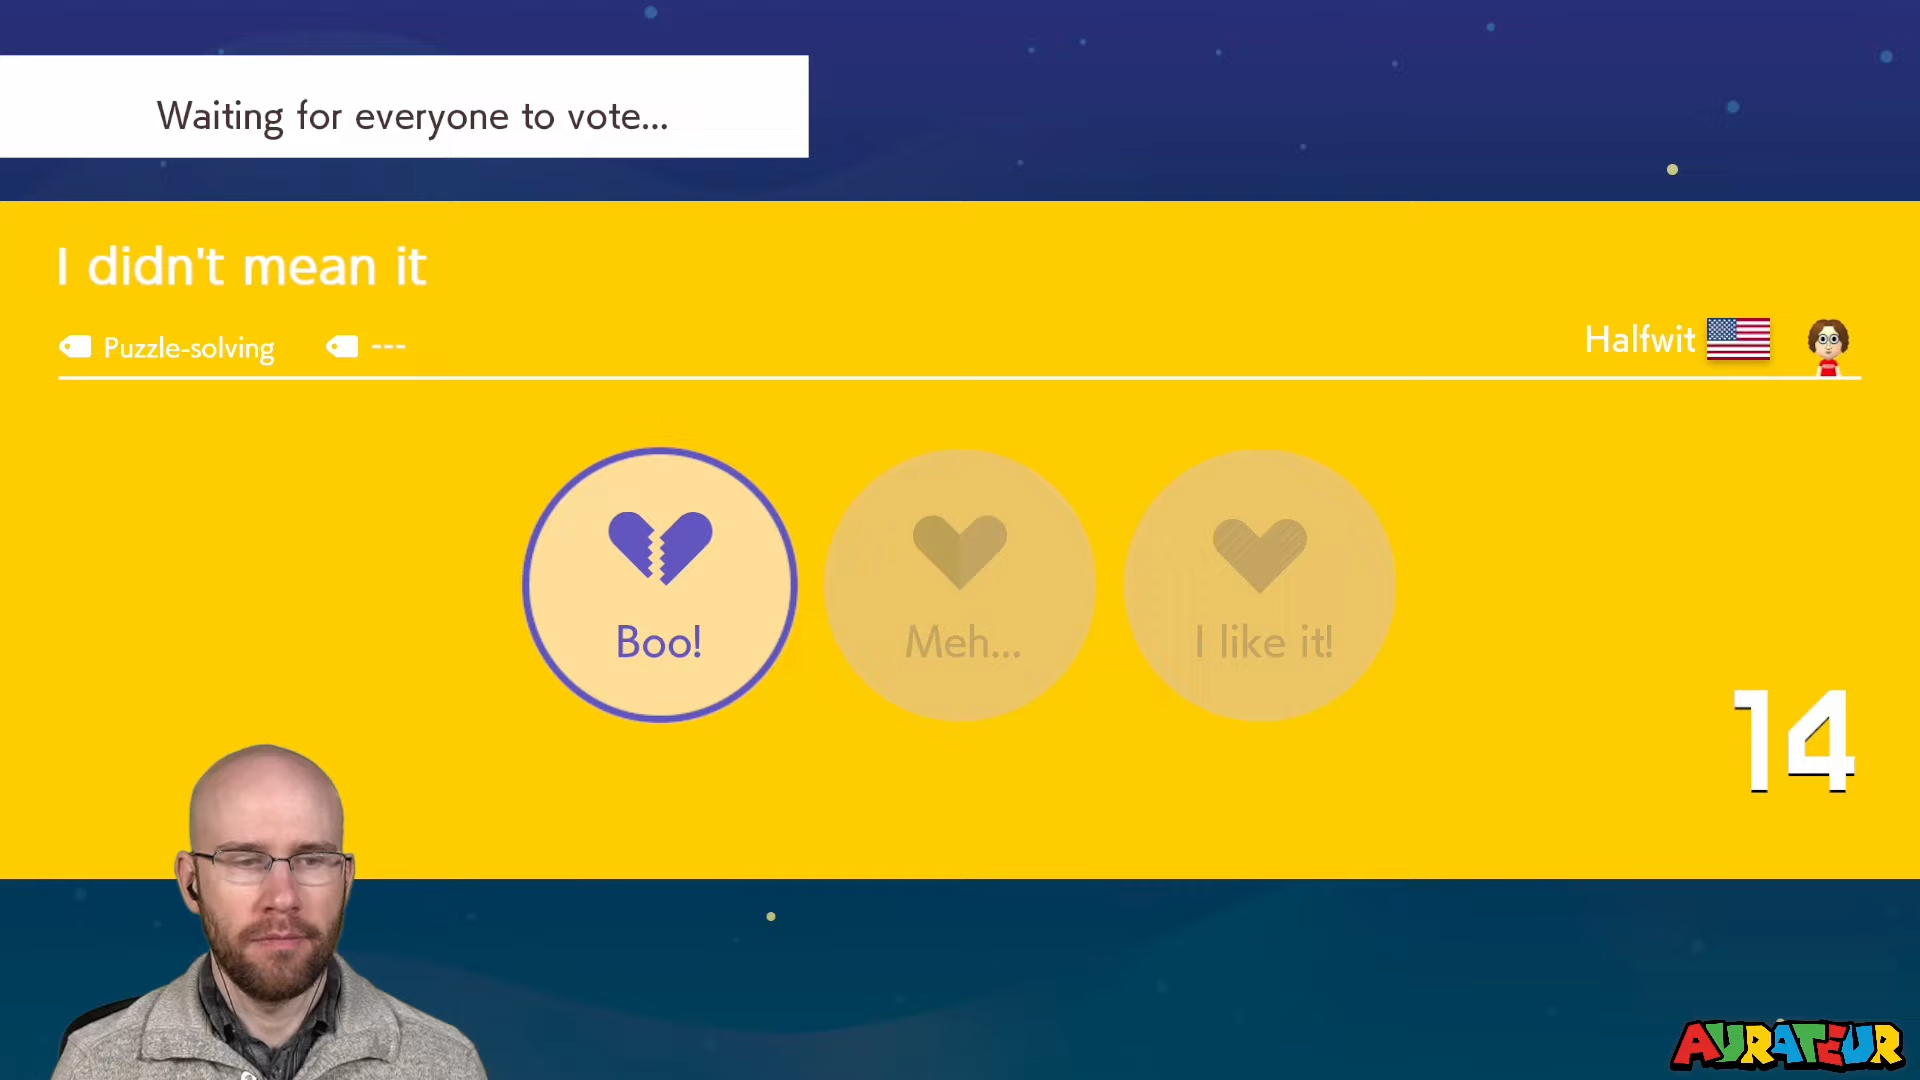 Waiting for everyone to vote...
I didn't mean it
Puzzle-solving
---
Halfwit
Boo!
Meh...
I like it!
14
AURATEUR